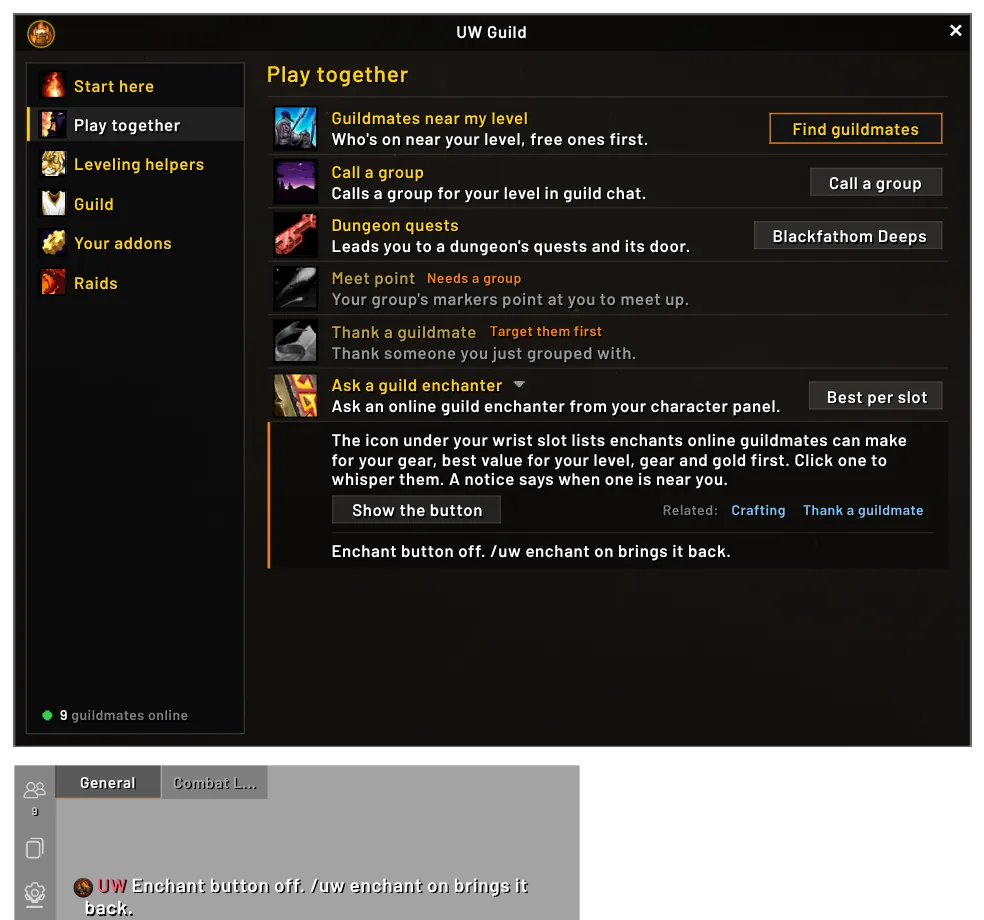 UW Guild
Start here
Play together
Leveling helpers
Guild
Your addons
Raids
9 guildmates online
Play together
Guildmates near my level
Who's on near your level, free ones first.
Find guildmates
Call a group
Calls a group for your level in guild chat.
Call a group
Dungeon quests
Leads you to a dungeon's quests and its door.
Blackfathom Deeps
Meet point Needs a group
Your group's markers point at you to meet up.
Thank a guildmate Target them first
Thank someone you just grouped with.
Ask a guild enchanter
Ask an online guild enchanter from your character panel.
Best per slot
The icon under your wrist slot lists enchants online guildmates can make
for your gear, best value for your level, gear and gold first. Click one to
whisper them. A notice says when one is near you.
Show the button
Related: Crafting Thank a guildmate
Enchant button off. /uw enchant on brings it back.
General
Combat L...
9
UW Enchant button off. /uw enchant on brings it
back.